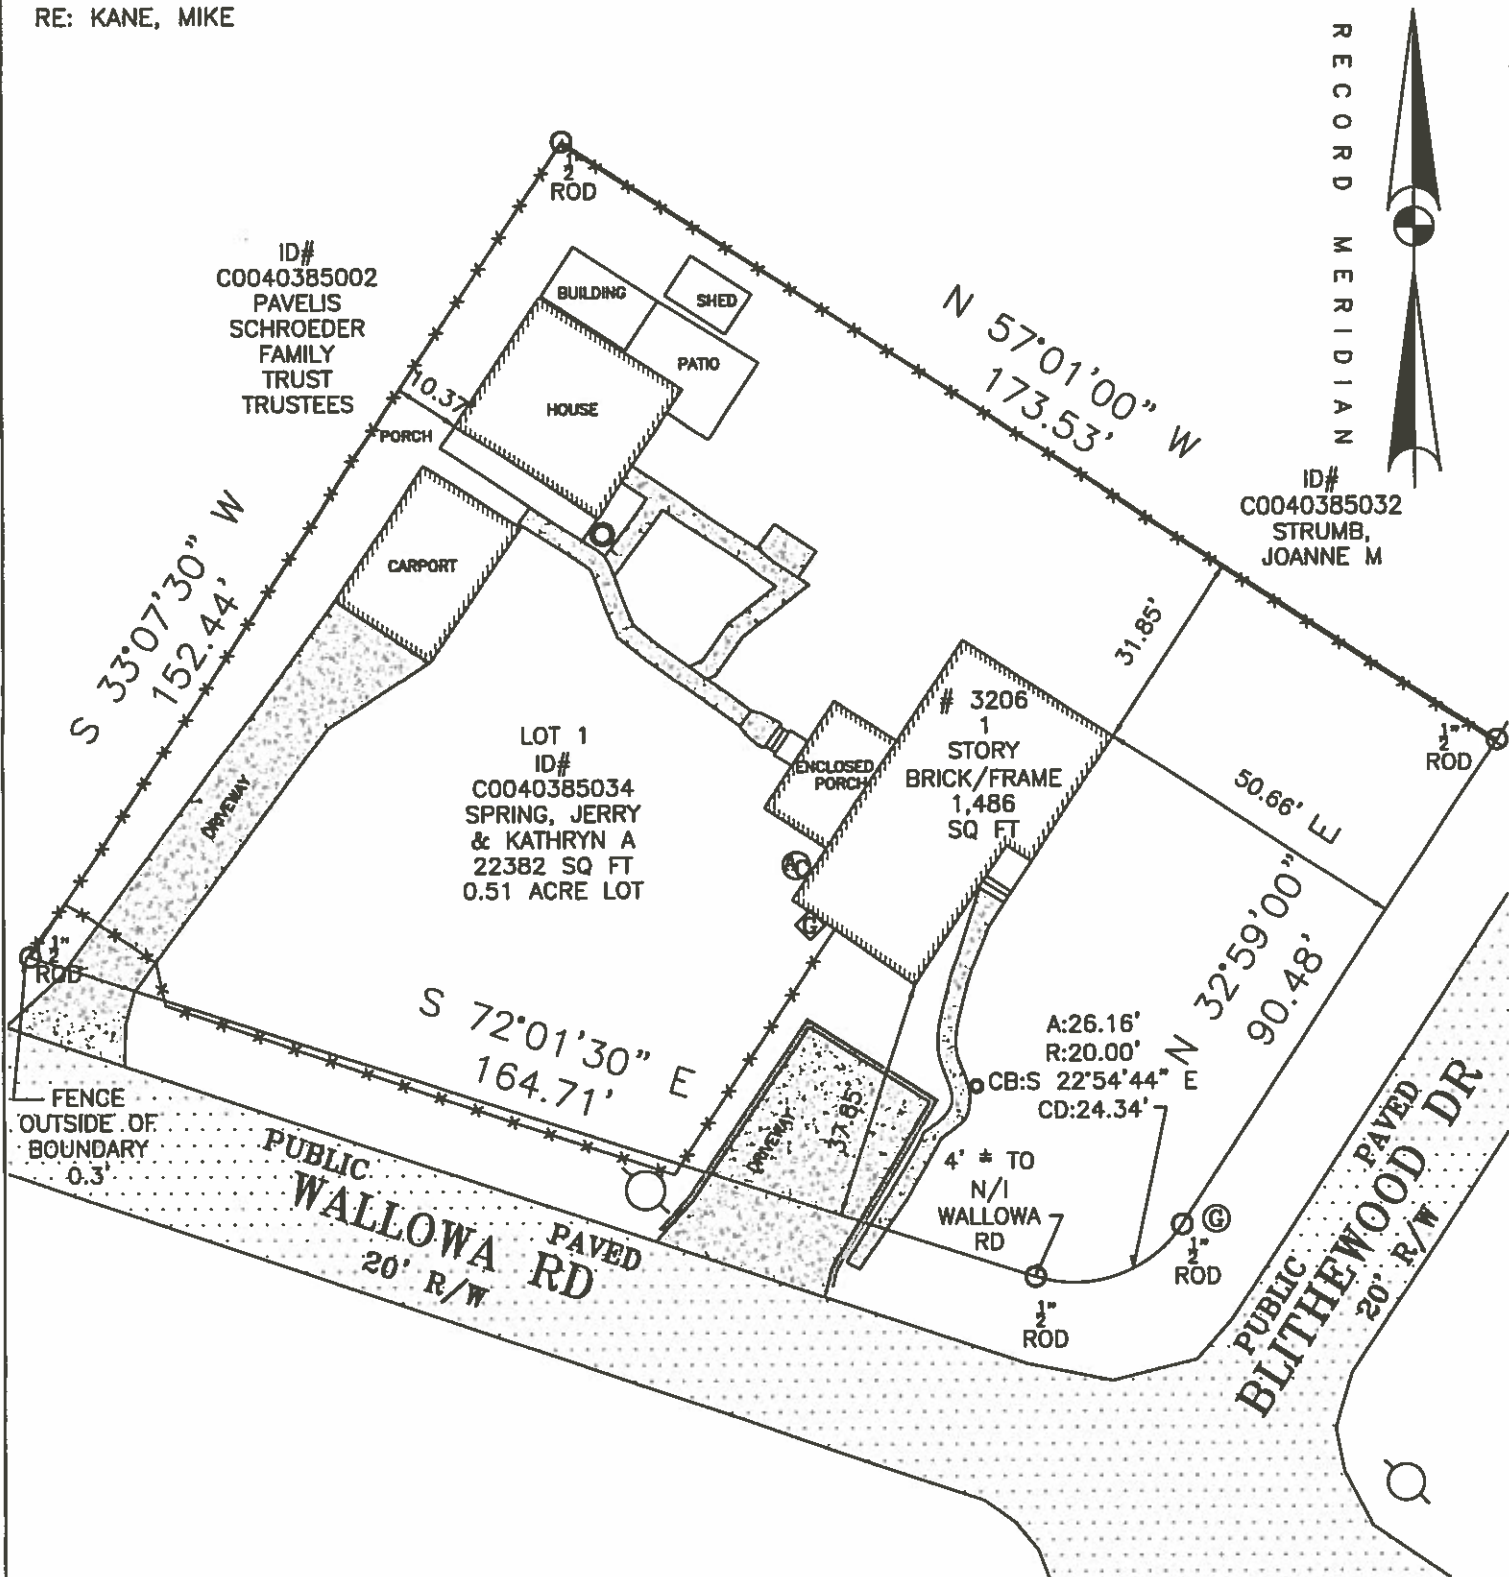 RE: KANE, MIKE
RECORD MERIDIAN
1/2"
ROD
ID#
C0040385002
PAVELIS
SCHROEDER
FAMILY
TRUST
TRUSTEES
BUILDING
SHED
PATIO
HOUSE
10.37'
PORCH
CARPORT
N 57°01'00" W
173.53'
ID#
C0040385032
STRUMB,
JOANNE M
S 33°07'30" W
152.44'
31.85'
# 3206
1
STORY
BRICK/FRAME
1,486
SQ FT
ENCLOSED
PORCH
1/2"
ROD
50.66'
LOT 1
ID#
C0040385034
SPRING, JERRY
& KATHRYN A
22382 SQ FT
0.51 ACRE LOT
DRIVEWAY
AC
G
N 32°59'00" E
90.48'
1/2"
ROD
S 72°01'30" E
164.71'
A:26.16'
R:20.00'
CB:S 22°54'44" E
CD:24.34'
FENCE
OUTSIDE OF
BOUNDARY
0.3'
DRIVEWAY
37.85'
4' ± TO
N/I
WALLOWA
RD
PUBLIC
WALLOWA RD
PAVED
20' R/W
G
1/2"
ROD
1/2"
ROD
PAVED
BLITHEWOOD DR
PUBLIC
20' R/W